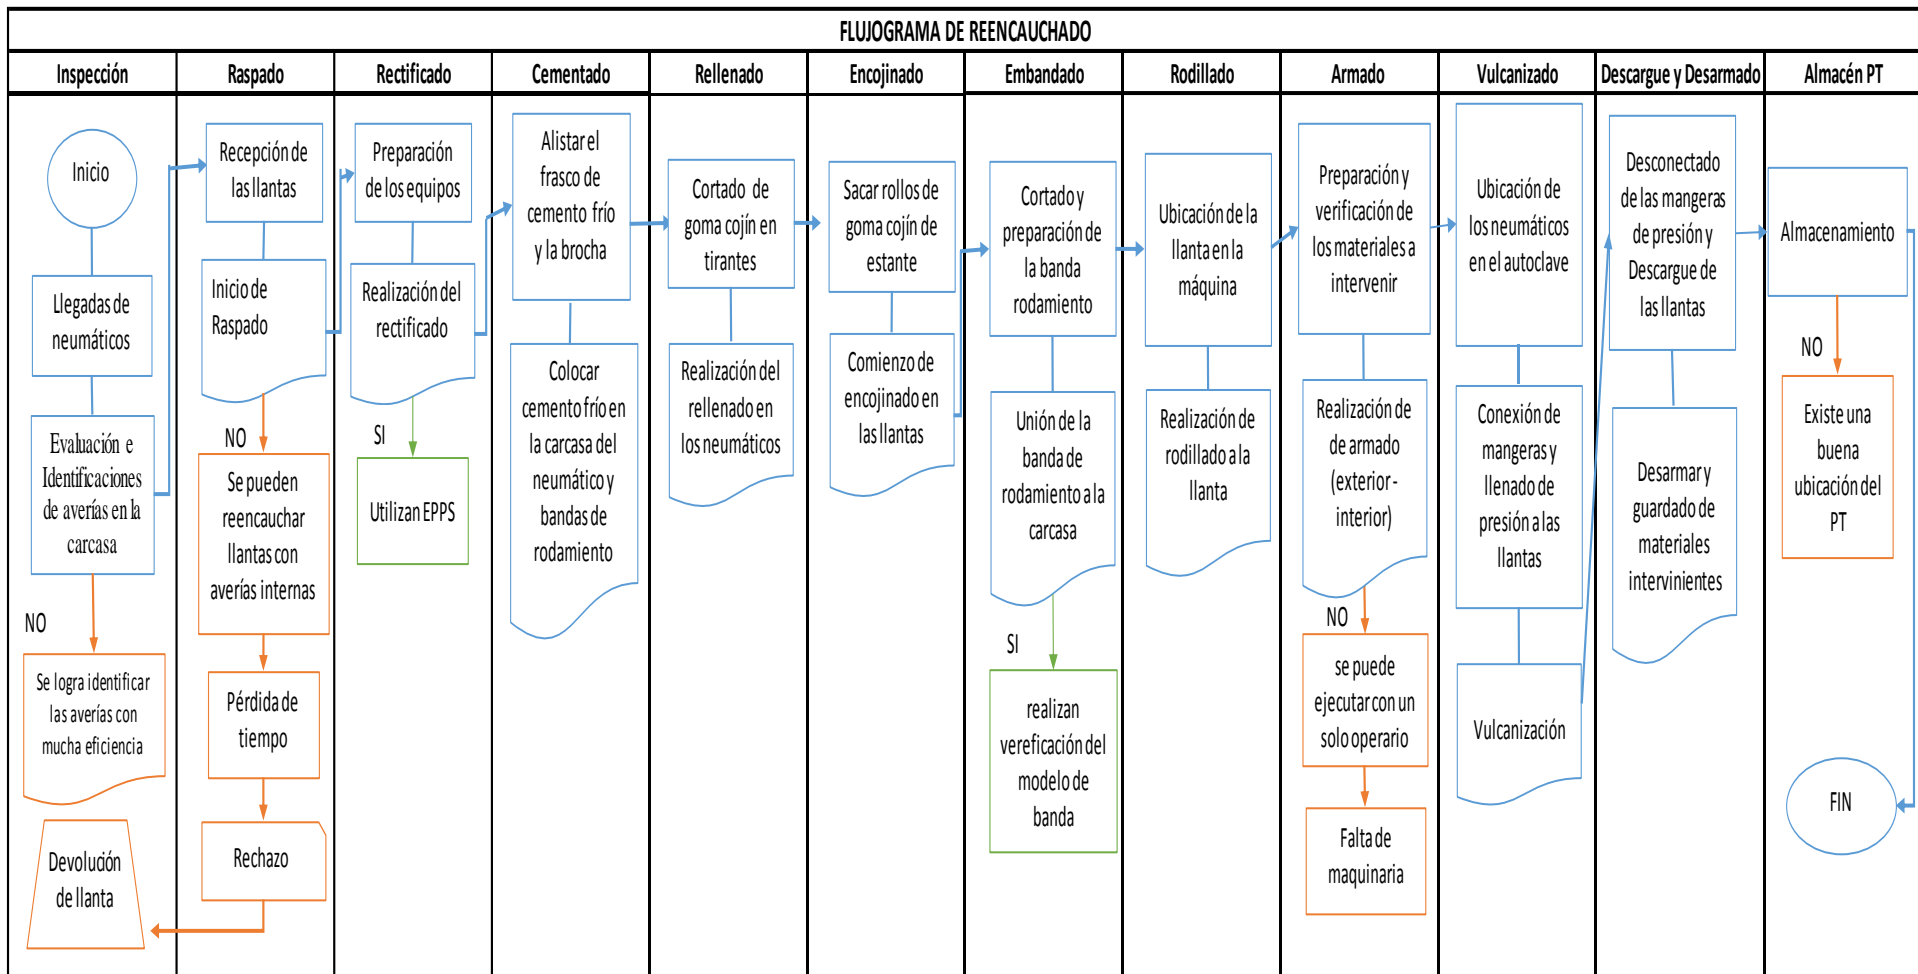 FLUJOGRAMA DE REENCAUCHADO
Inspección
Raspado
Rectificado
Cementado
Rellenado
Encojinado
Embandado
Rodillado
Armado
Vulcanizado
Descargue y Desarmado
Almacén PT
Inicio
Llegadas de
neumáticos
Evaluación e
Identificaciones
de averías en la
carcasa
NO
Se logra identificar
las averías con
mucha eficiencia
Devolución
de llanta
Recepción de
las llantas
Inicio de
Raspado
NO
Se pueden
reencauchar
llantas con
averías internas
Pérdida de
tiempo
Rechazo
Preparación
de los equipos
Realización del
rectificado
SI
Utilizan EPPS
Alistar el
frasco de
cemento frío
y la brocha
Colocar
cemento frío en
la carcasa del
neumático y
bandas de
rodamiento
Cortado de
goma cojín en
tirantes
Realización del
rellenado en
los neumáticos
Sacar rollos de
goma cojín de
estante
Comienzo de
encojinado en
las llantas
Cortado y
preparación de
la banda
rodamiento
Unión de la
banda de
rodamiento a la
carcasa
SI
realizan
vereficación del
modelo de
banda
Ubicación de la
llanta en la
máquina
Realización de
rodillado a la
llanta
Preparación y
verificación de
los materiales a
intervenir
Realización de
de armado
(exterior -
interior)
NO
se puede
ejecutar con un
solo operario
Falta de
maquinaria
Ubicación de
los neumáticos
en el autoclave
Conexión de
mangeras y
llenado de
presión a las
llantas
Vulcanización
Desconectado
de las mangeras
de presión y
Descargue de
las llantas
Desarmar y
guardado de
materiales
intervinientes
Almacenamiento
NO
Existe una
buena
ubicación del
PT
FIN